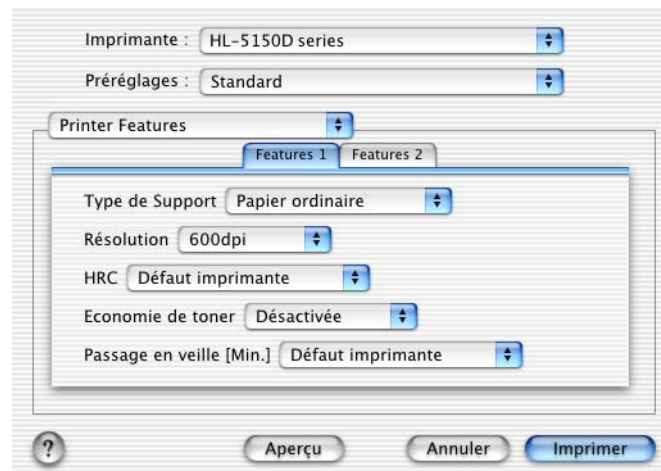 Imprimante : HL-5150D series
Préréglages : Standard
Printer Features
Features 1 Features 2
Type de Support Papier ordinaire
Résolution 600dpi
HRC Défaut imprimante
Economie de toner Désactivée
Passage en veille [Min.] Défaut imprimante
? Aperçu Annuler Imprimer